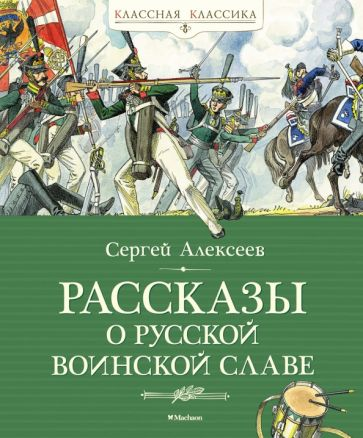 КЛАССНАЯ КЛАССИКА
Сергей Алексеев
РАССКАЗЫ
О РУССКОЙ
ВОИНСКОЙ СЛАВЕ
Machaon